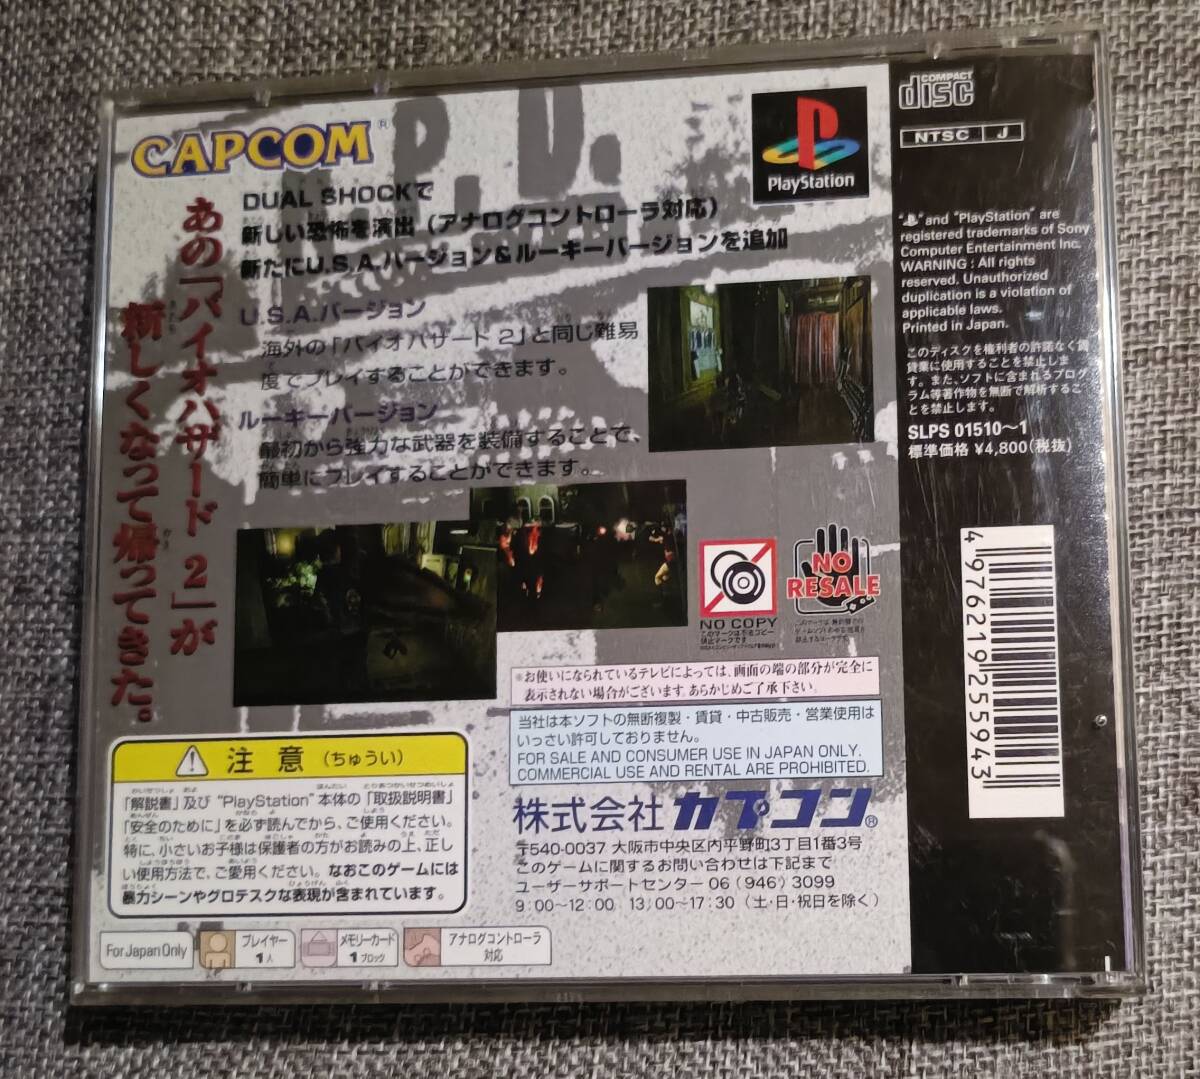 CAPCOM®
DUAL SHOCKで
新しい恐怖を演出（アナログコントローラ対応）
新たにU.S.A.バージョン&ルーキーバージョンを追加
あの「バイオハザード2」が
新しくなって帰ってきた。
U.S.A.バージョン
海外の「バイオハザード 2」と同じ難易
度でプレイすることができます。
ルーキーバージョン
最初から強力な武器を装備することで、
簡単にプレイすることができます。
P.D.
PlayStation
COMPACT
disc
NTSC J
"PS" and "PlayStation" are
registered trademarks of Sony
Computer Entertainment Inc.
WARNING : All rights
reserved. Unauthorized
duplication is a violation of
applicable laws.
Printed in Japan.
このディスクを権利者の許諾なく賃
貸業に使用することを禁止しま
す。また、ソフトに含まれるプログ
ラム等著作物を無断で解析するこ
とを禁止します。
SLPS 01510〜1
標準価格 ¥4,800(税抜)
4 976219 255943
NO COPY
このマークは不法コピー
禁止マークです
NO
RESALE
※お使いになられているテレビによっては、画面の端の部分が完全に
表示されない場合がございます。あらかじめご了承下さい。
当社は本ソフトの無断複製・賃貸・中古販売・営業使用は
いっさい許可しておりません。
FOR SALE AND CONSUMER USE IN JAPAN ONLY.
COMMERCIAL USE AND RENTAL ARE PROHIBITED.
株式会社 カプコン®
〒540-0037 大阪市中央区内平野町3丁目1番3号
このゲームに関するお問い合わせは下記まで
ユーザーサポートセンター 06（946）3099
9:00〜12:00 13:00〜17:30（土・日・祝日を除く）
注意（ちゅうい）
「解説書」及び "PlayStation" 本体の「取扱説明書」
「安全のために」を必ず読んでから、ご使用ください。
特に、小さいお子様は保護者の方がお読みの上、正し
い使用方法で、ご愛用ください。なおこのゲームには
暴力シーンやグロテスクな表現が含まれています。
For Japan Only
プレイヤー
1人
メモリーカード
1ブロック
アナログコントローラ
対応